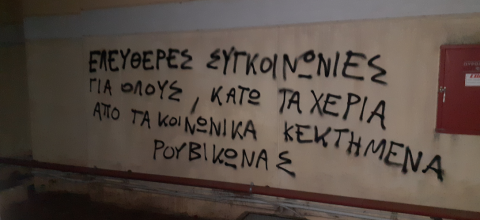 ΕΛΕΥΘΕΡΕΣ ΣΥΓΚΟΙΝΩΝΙΕΣ
ΓΙΑ ΟΛΟΥΣ, ΚΑΤΩ ΤΑ ΧΕΡΙΑ
ΑΠΟ ΤΑ ΚΟΙΝΩΝΙΚΑ ΚΕΚΤΗΜΕΝΑ
ΡΟΥΒΙΚΩΝΑΣ